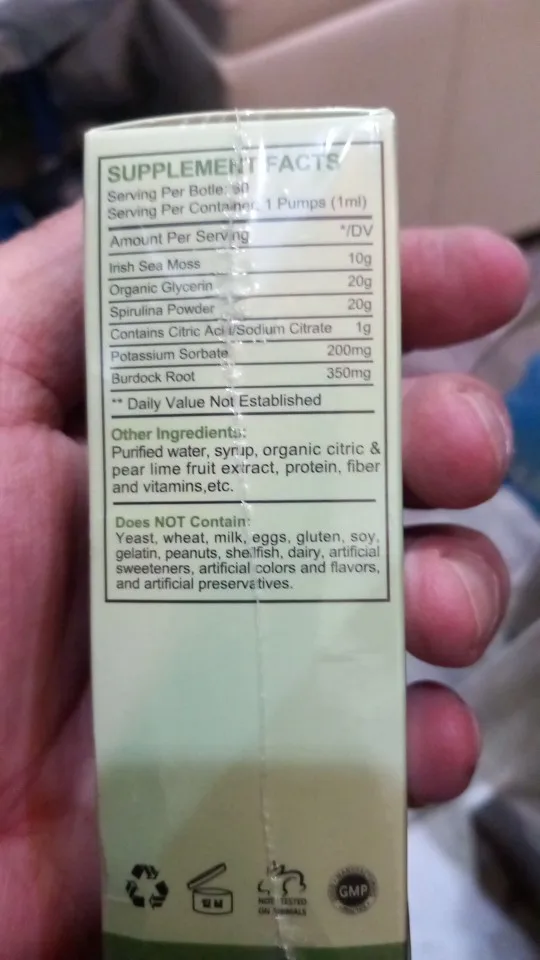 SUPPLEMENT FACTS
Serving Per Botle: 60
Serving Per Container: 1 Pumps (1ml)
Amount Per Serving */DV
Irish Sea Moss 10g
Organic Glycerin 20g
Spirulina Powder 20g
Contains Citric Acid/Sodium Citrate 1g
Potassium Sorbate 200mg
Burdock Root 350mg
** Daily Value Not Established
Other Ingredients:
Purified water, syrup, organic citric &
pear lime fruit extract, protein, fiber
and vitamins,etc.
Does NOT Contain:
Yeast, wheat, milk, eggs, gluten, soy,
gelatin, peanuts, shellfish, dairy, artificial
sweeteners, artificial colors and flavors,
and artificial preservatives.
12 M
NOT TESTED
ON ANIMALS
GMP